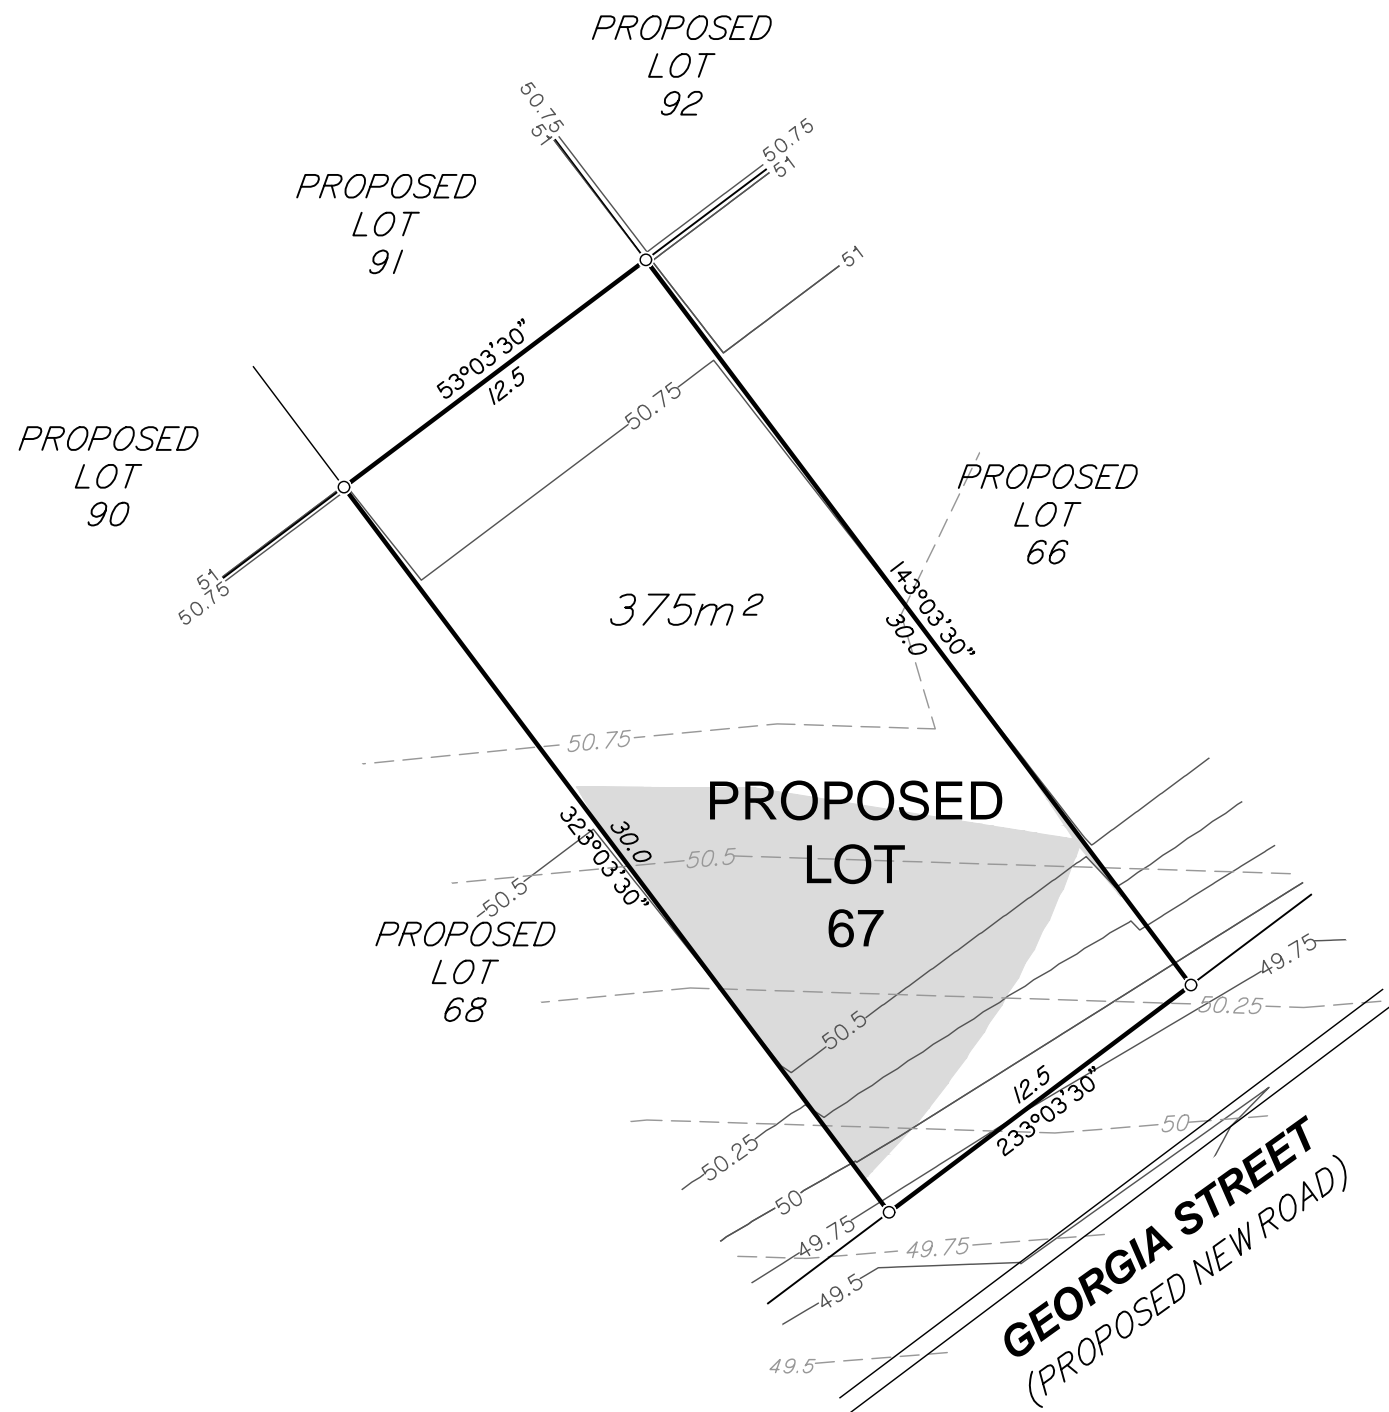 PROPOSED
LOT
92
50.75
51
50.75
51
PROPOSED
LOT
91
51
53°03'30"
12.5
50.75
PROPOSED
LOT
90
PROPOSED
LOT
66
51
50.75
143°03'30"
30.0
375m²
50.75
PROPOSED
LOT
67
30.0
323°03'30"
50.5
50.5
PROPOSED
LOT
68
49.75
50.25
50.5
12.5
233°03'30"
50
50.25
50
49.75
49.75
49.5
49.5
GEORGIA STREET
(PROPOSED NEW ROAD)